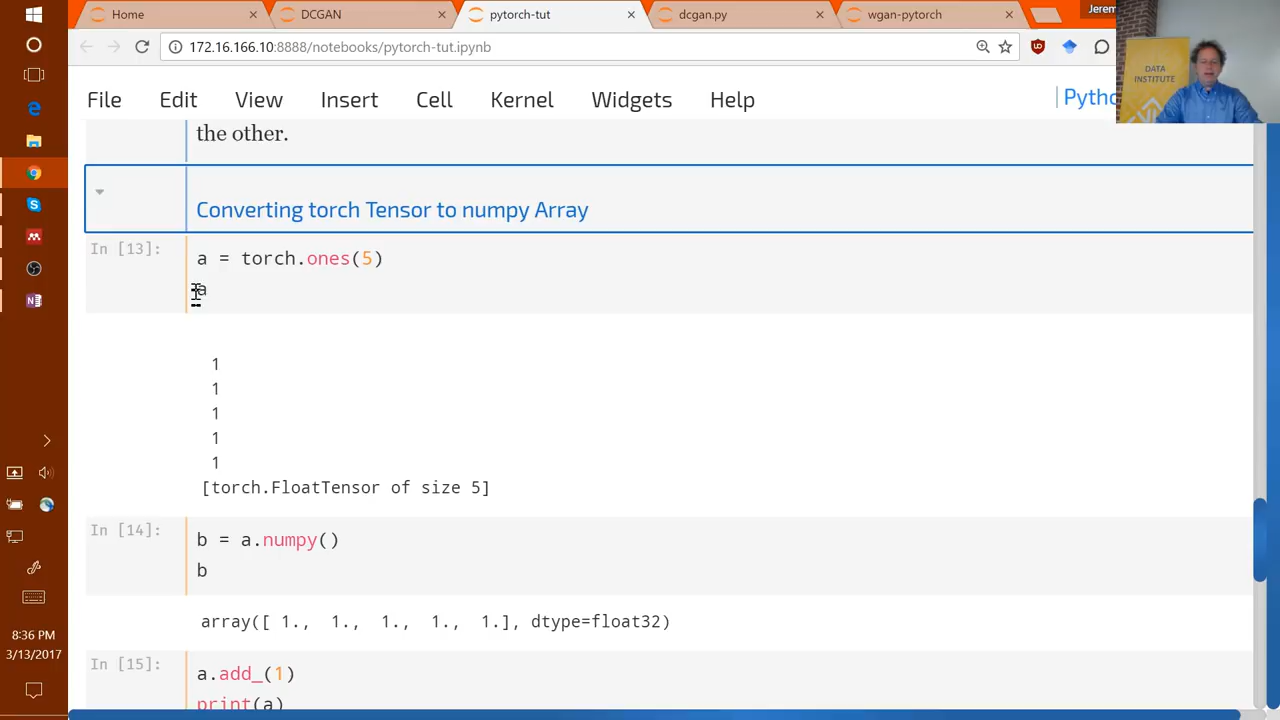 Home
DCGAN
pytorch-tut
dcgan.py
wgan-pytorch
Jerem
172.16.166.10:8888/notebooks/pytorch-tut.ipynb
DATA
INSTITUTE
File Edit View Insert Cell Kernel Widgets Help
Pytho
the other.
Converting torch Tensor to numpy Array
In [13]:
a = torch.ones(5)
a
1
1
1
1
1
[torch.FloatTensor of size 5]
In [14]:
b = a.numpy()
b
array([ 1., 1., 1., 1., 1.], dtype=float32)
In [15]:
a.add_(1)
print(a)
8:36 PM
3/13/2017